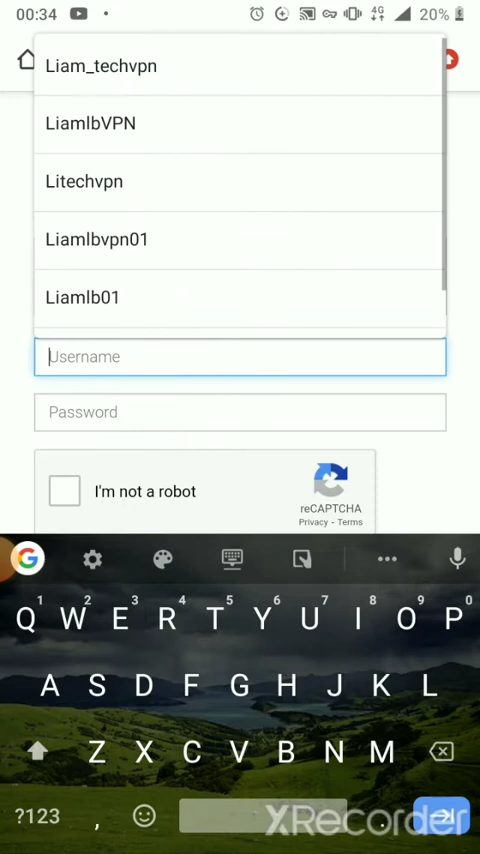 00:34 4G 20%
Liam_techvpn
LiamlbVPN
Litechvpn
Liamlbvpn01
Liamlb01
Username
Password
I'm not a robot
reCAPTCHA
Privacy - Terms
G
1 2 3 4 5 6 7 8 9 0
Q W E R T Y U I O P
A S D F G H J K L
Z X C V B N M
?123 , .
XRecorder